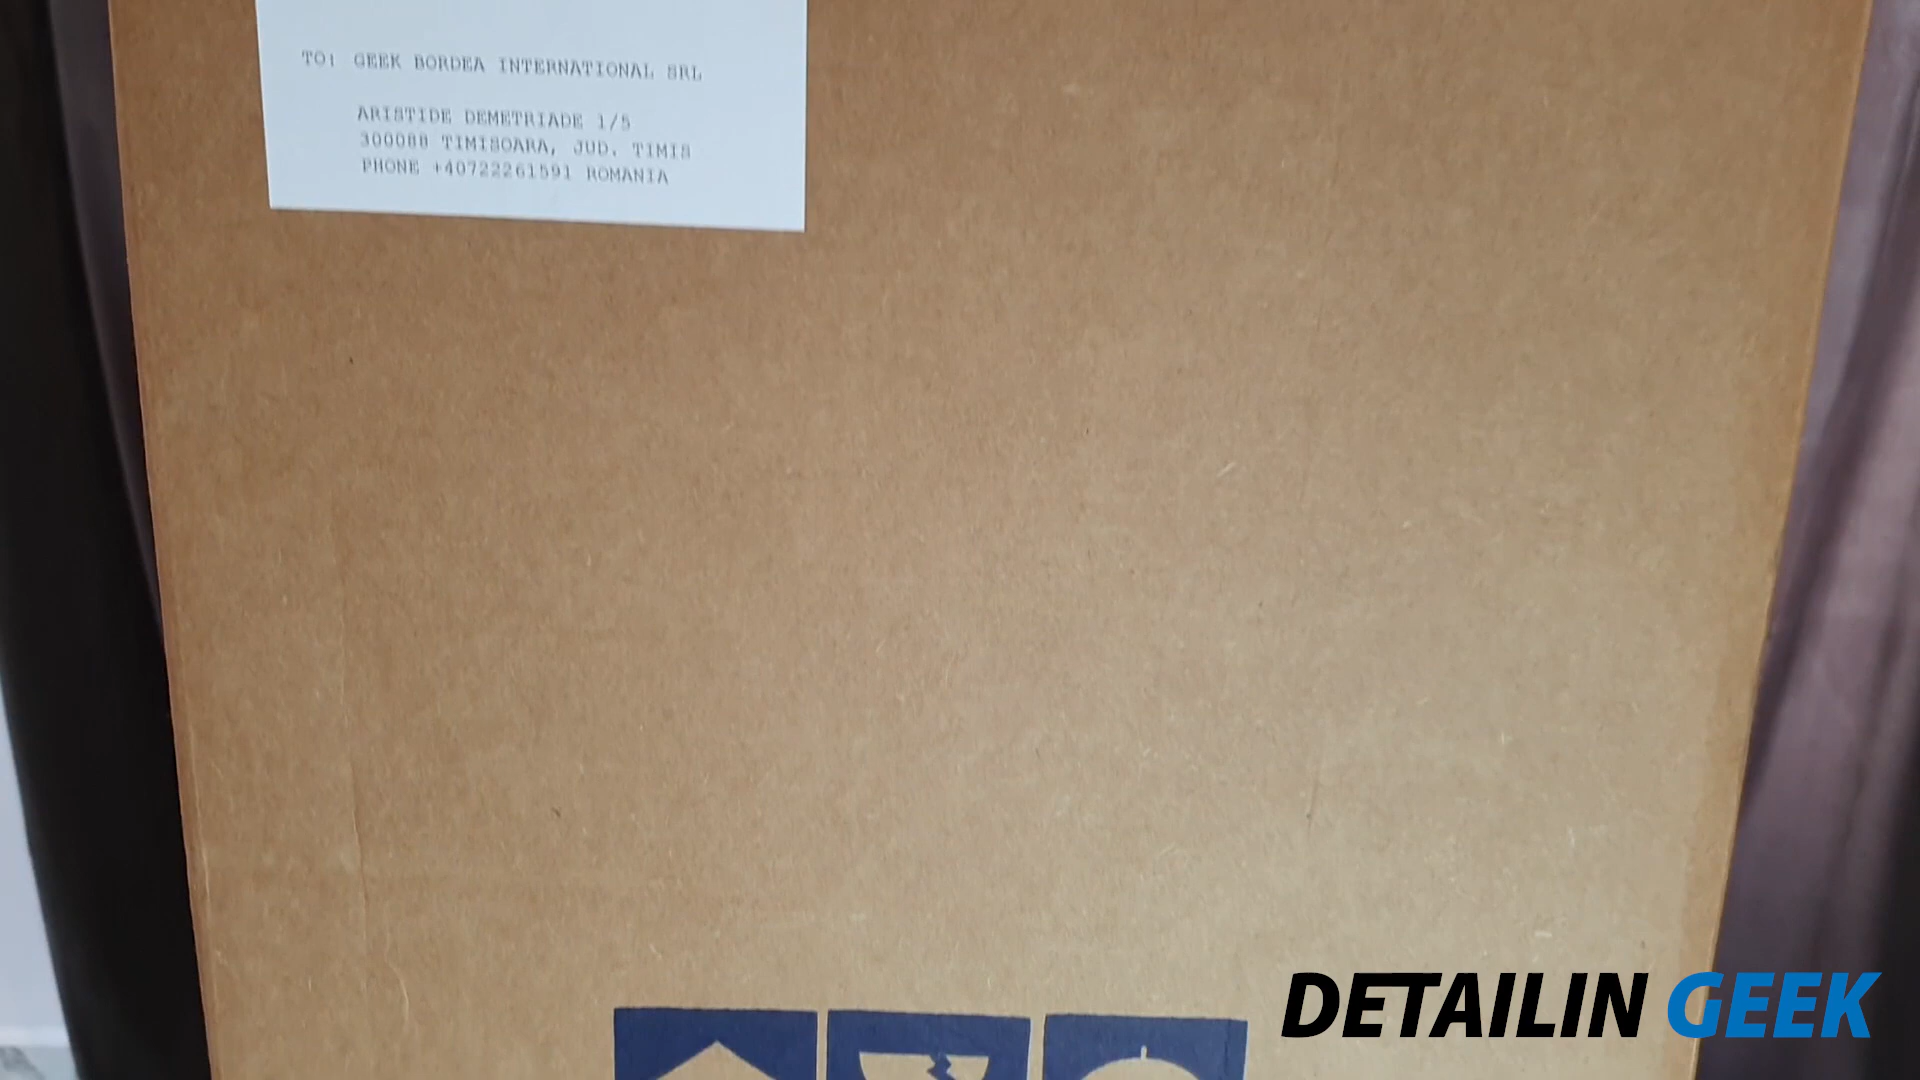 TO: GEEK BORDEA INTERNATIONAL SRL
ARISTIDE DEMETRIADE 1/5
300088 TIMISOARA, JUD. TIMIS
PHONE +40722261591 ROMANIA
DETAILIN GEEK